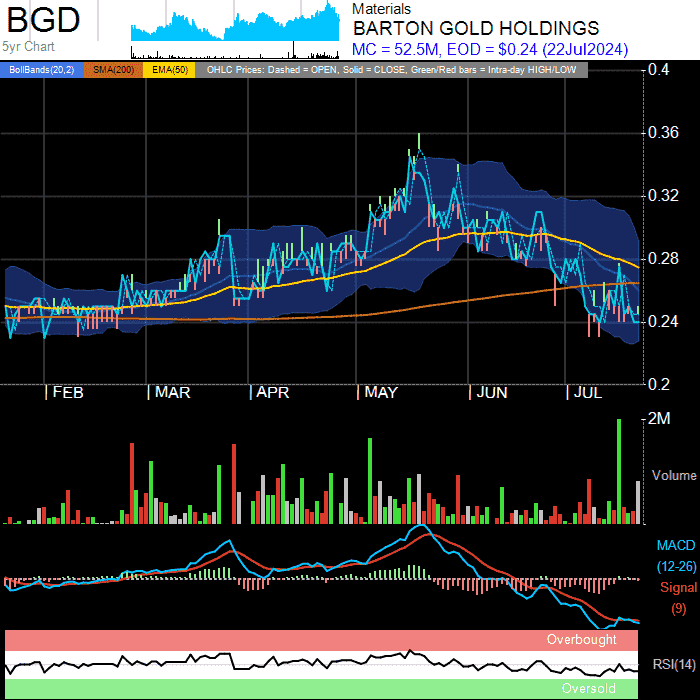 BGD
5yr Chart
Materials
BARTON GOLD HOLDINGS
MC = 52.5M, EOD = $0.24 (22Jul2024)
BollBands(20,2) SMA(200) EMA(50) OHLC Prices: Dashed = OPEN, Solid = CLOSE, Green/Red bars = Intra-day HIGH/LOW
0.4
0.36
0.32
0.28
0.24
0.2
FEB MAR APR MAY JUN JUL
2M
Volume
MACD
(12-26)
Signal
(9)
Overbought
RSI(14)
Oversold